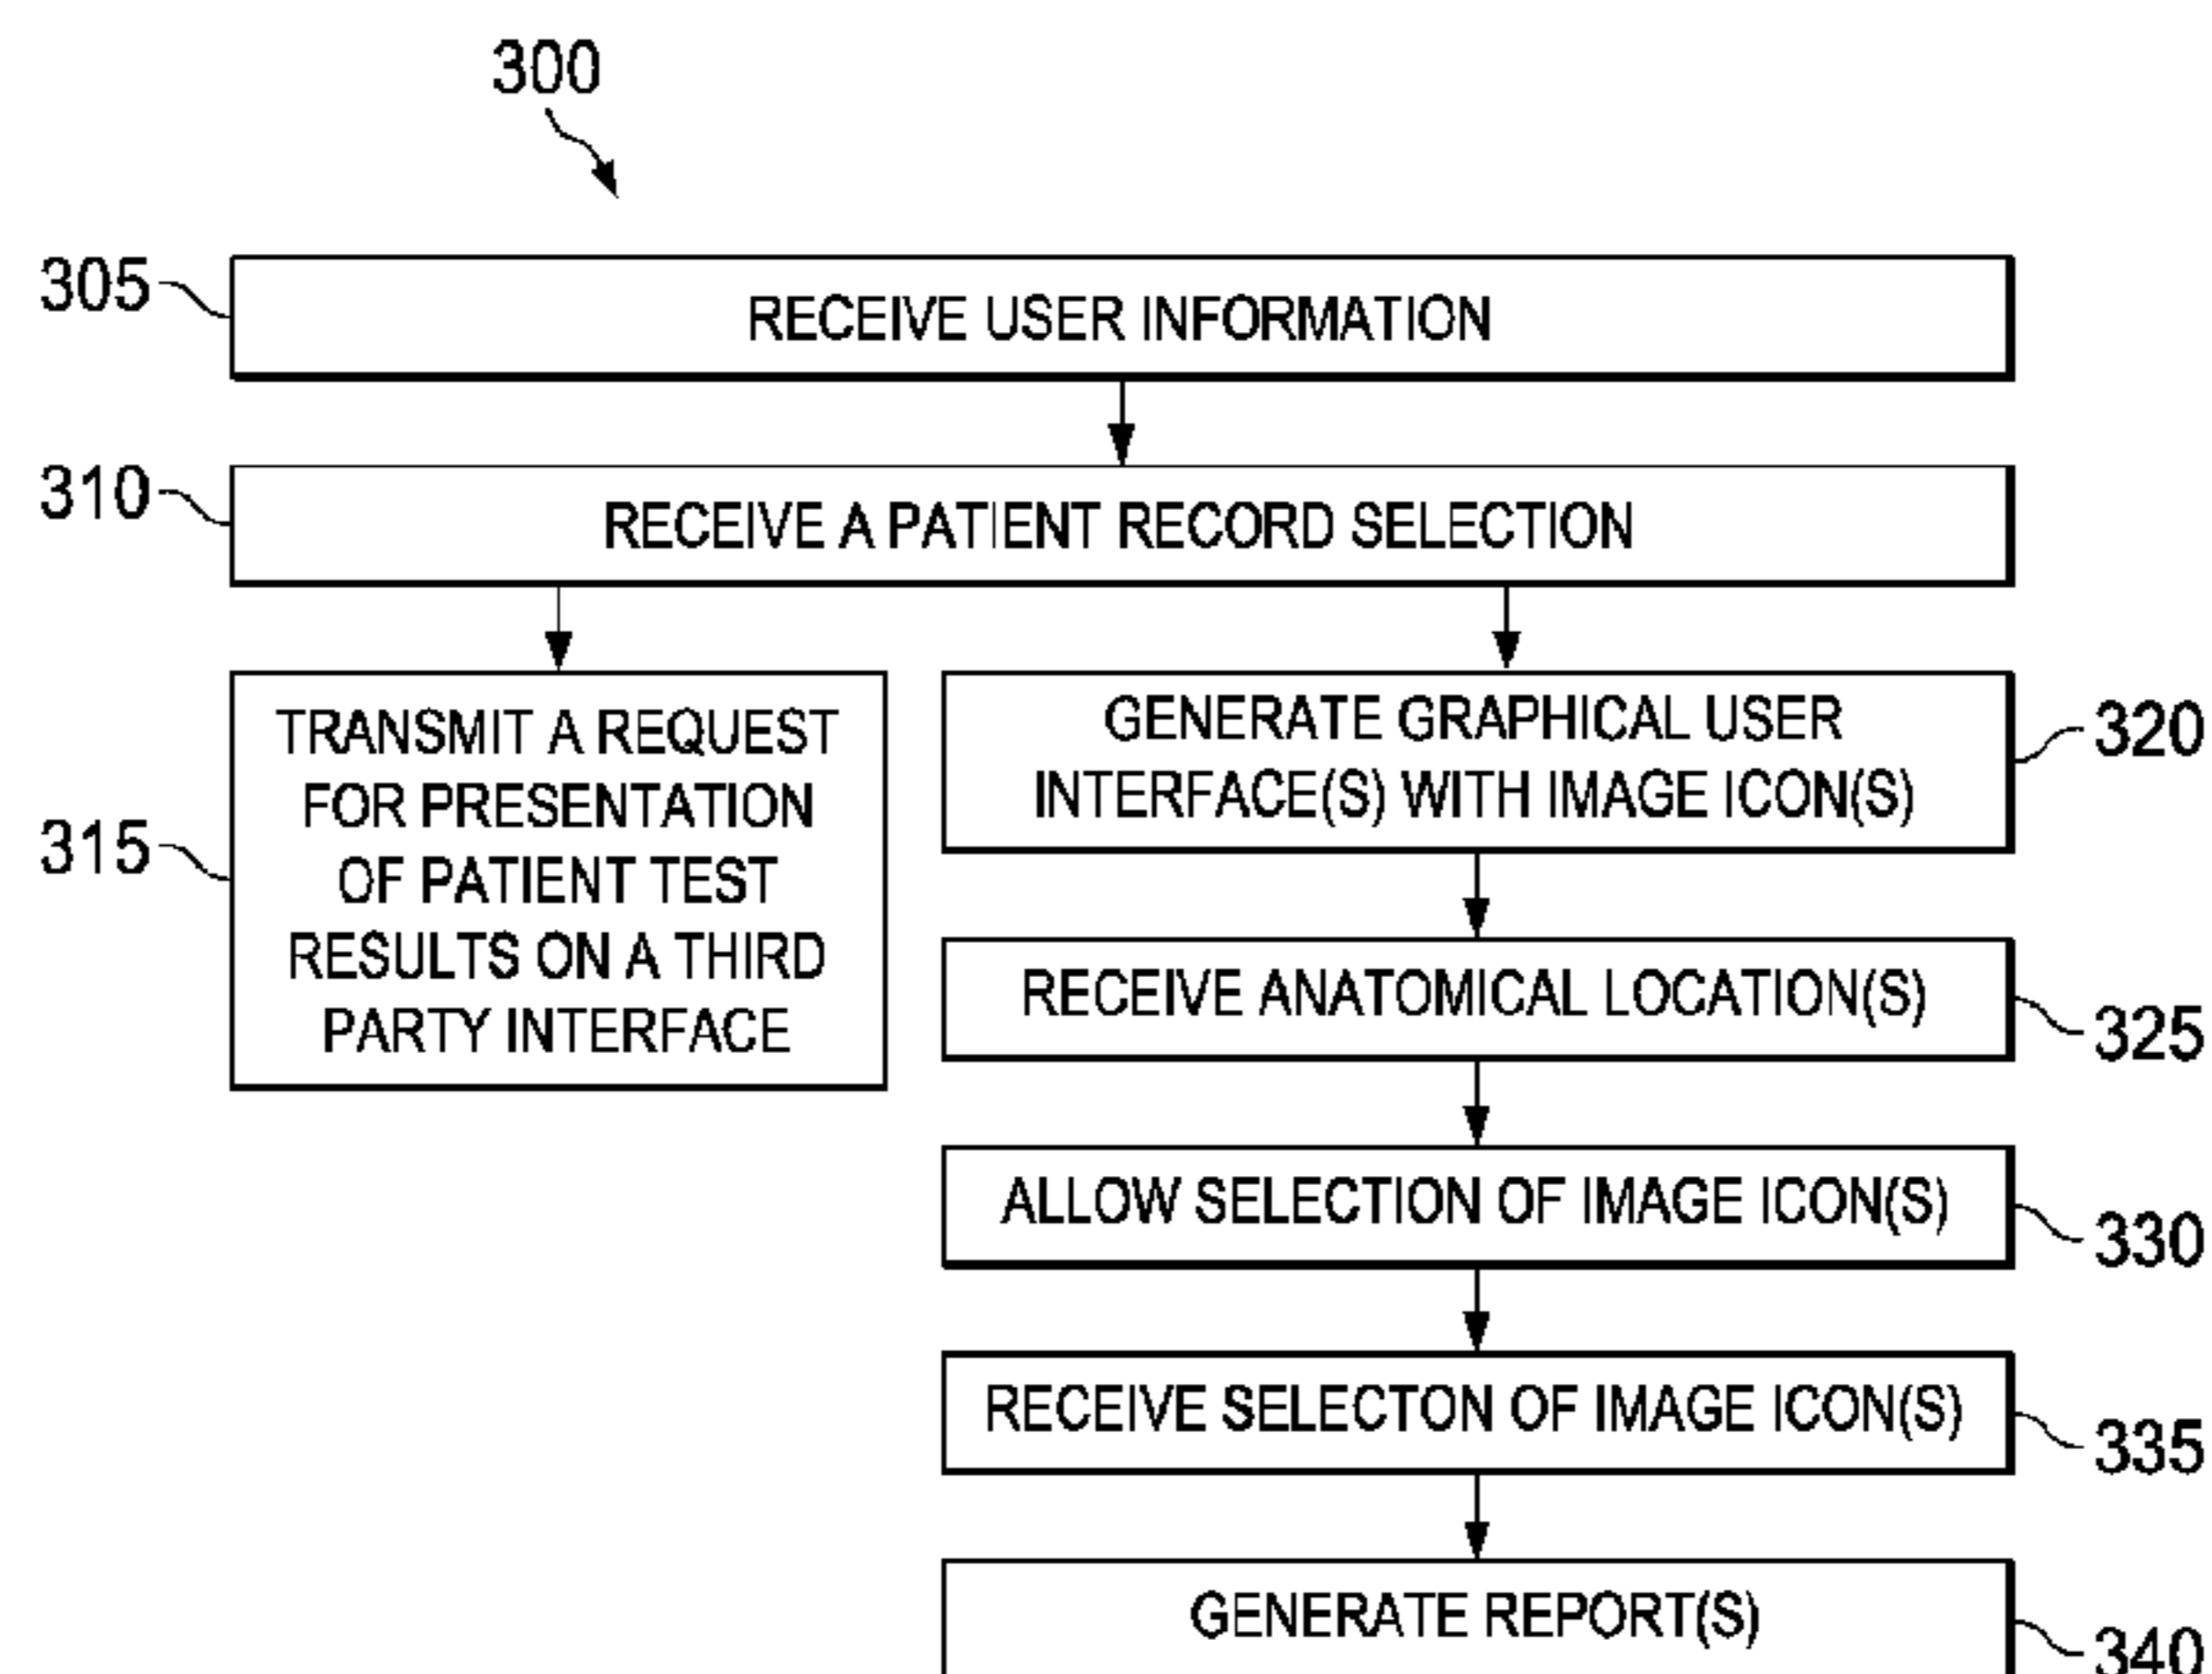 300
305
RECEIVE USER INFORMATION
310
RECEIVE A PATIENT RECORD SELECTION
315
TRANSMIT A REQUEST
FOR PRESENTATION
OF PATIENT TEST
RESULTS ON A THIRD
PARTY INTERFACE
GENERATE GRAPHICAL USER
INTERFACE(S) WITH IMAGE ICON(S)
320
RECEIVE ANATOMICAL LOCATION(S)
325
ALLOW SELECTION OF IMAGE ICON(S)
330
RECEIVE SELECTON OF IMAGE ICON(S)
335
GENERATE REPORT(S)
340